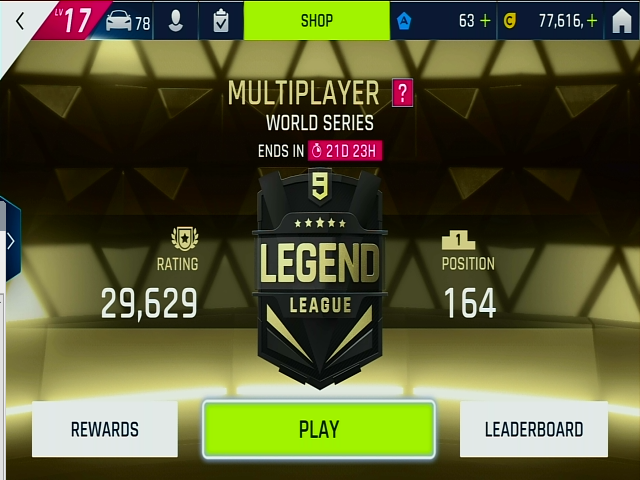 LV 17
78
SHOP
63 +
77,616, +
MULTIPLAYER ?
WORLD SERIES
ENDS IN 21D 23H
9
LEGEND
LEAGUE
RATING
29,629
1
POSITION
164
REWARDS
PLAY
LEADERBOARD